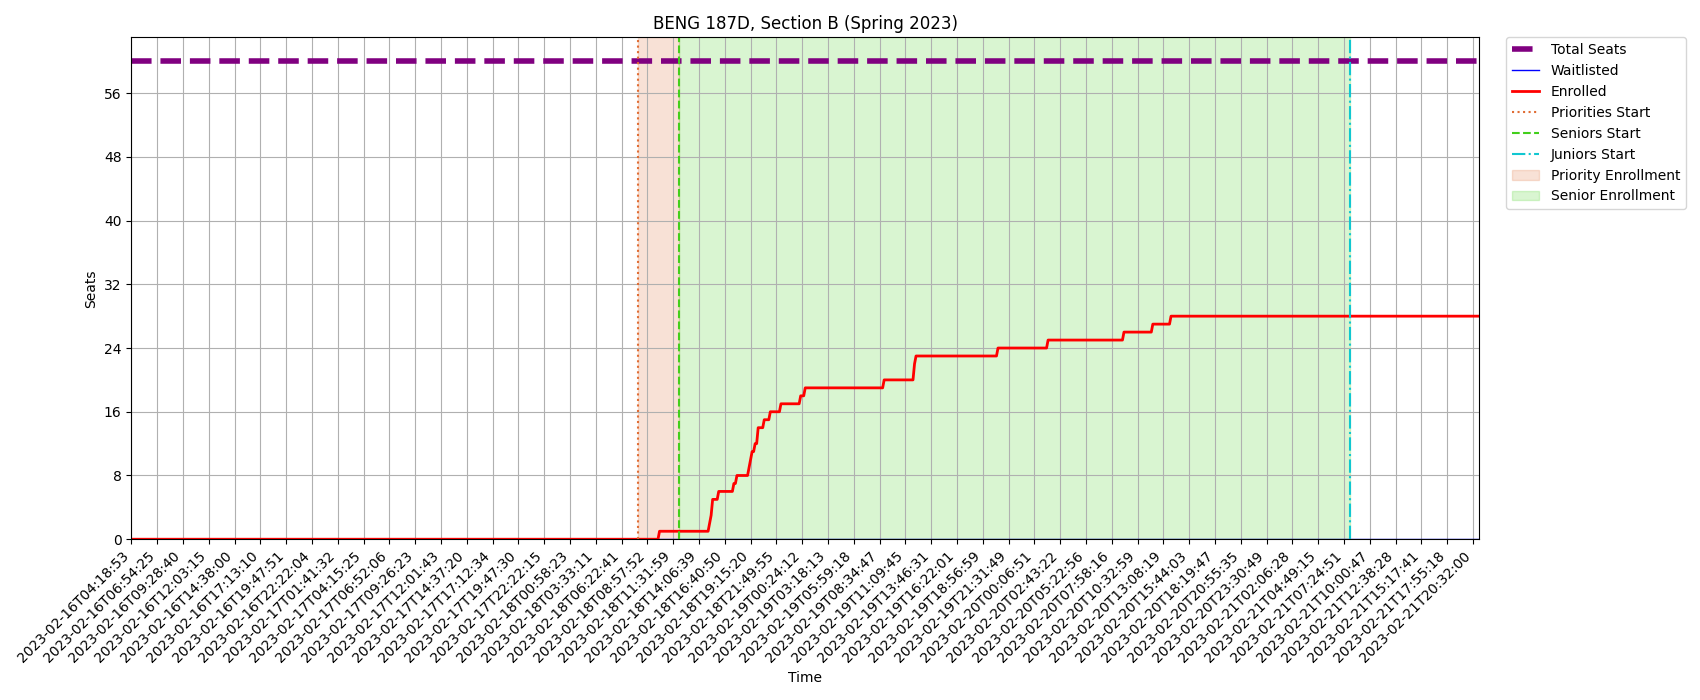 BENG 187D, Section B (Spring 2023)
Total Seats
Waitlisted
Enrolled
Priorities Start
Seniors Start
Juniors Start
Priority Enrollment
Senior Enrollment
Seats
56
48
40
32
24
16
8
0
2023-02-16T04:18:53
2023-02-16T06:54:25
2023-02-16T09:28:40
2023-02-16T12:03:15
2023-02-16T14:38:00
2023-02-16T17:13:10
2023-02-16T19:47:51
2023-02-16T22:22:04
2023-02-17T01:41:32
2023-02-17T04:15:25
2023-02-17T06:52:06
2023-02-17T09:26:23
2023-02-17T12:01:43
2023-02-17T14:37:20
2023-02-17T17:12:34
2023-02-17T19:47:30
2023-02-17T22:22:15
2023-02-18T00:58:23
2023-02-18T03:33:11
2023-02-18T06:22:41
2023-02-18T08:57:52
2023-02-18T11:31:59
2023-02-18T14:06:39
2023-02-18T16:40:50
2023-02-18T19:15:20
2023-02-18T21:49:55
2023-02-19T00:24:12
2023-02-19T03:18:13
2023-02-19T05:59:18
2023-02-19T08:34:47
2023-02-19T11:09:45
2023-02-19T13:46:31
2023-02-19T16:22:01
2023-02-19T18:56:59
2023-02-19T21:31:49
2023-02-20T00:06:51
2023-02-20T02:43:22
2023-02-20T05:22:56
2023-02-20T07:58:16
2023-02-20T10:32:59
2023-02-20T13:08:19
2023-02-20T15:44:03
2023-02-20T18:19:47
2023-02-20T20:55:35
2023-02-20T23:30:49
2023-02-21T02:06:28
2023-02-21T04:49:15
2023-02-21T07:24:51
2023-02-21T10:00:47
2023-02-21T12:38:28
2023-02-21T15:17:41
2023-02-21T17:55:18
2023-02-21T20:32:00
Time